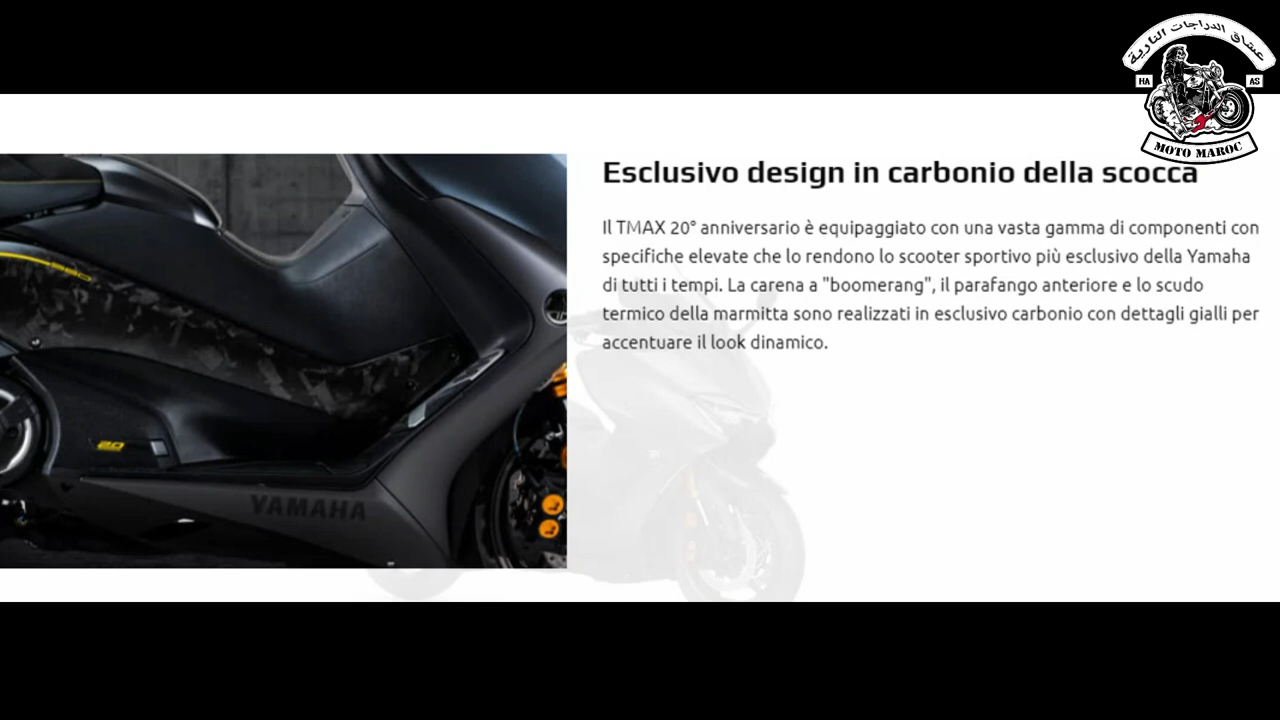 عشاق الدراجات النارية
HA
AS
MOTO MAROC
Esclusivo design in carbonio della scocca
Il TMAX 20° anniversario è equipaggiato con una vasta gamma di componenti con
specifiche elevate che lo rendono lo scooter sportivo più esclusivo della Yamaha
di tutti i tempi. La carena a "boomerang", il parafango anteriore e lo scudo
termico della marmitta sono realizzati in esclusivo carbonio con dettagli gialli per
accentuare il look dinamico.
560
20
YAMAHA